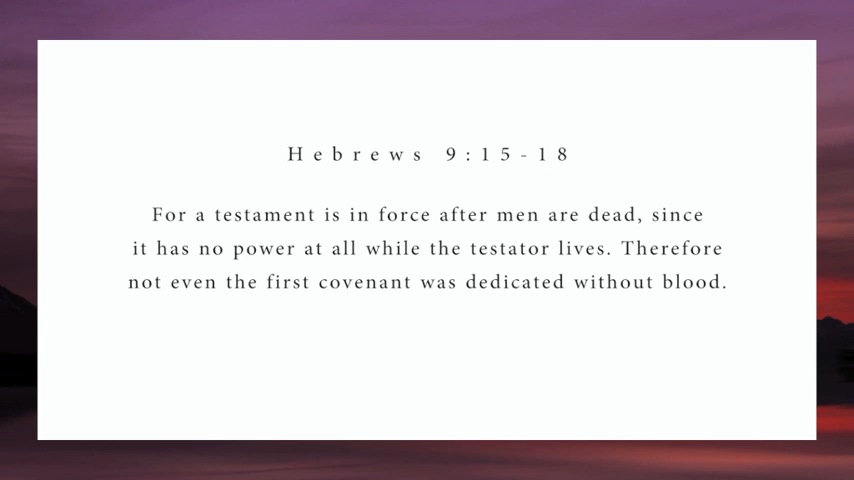 Hebrews 9:15-18
For a testament is in force after men are dead, since
it has no power at all while the testator lives. Therefore
not even the first covenant was dedicated without blood.